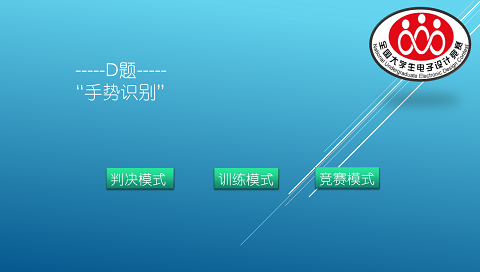 全国大学生电子设计竞赛
National Undergraduate Electronic Design Contest
-----D题-----
“手势识别”
判决模式
训练模式
竞赛模式